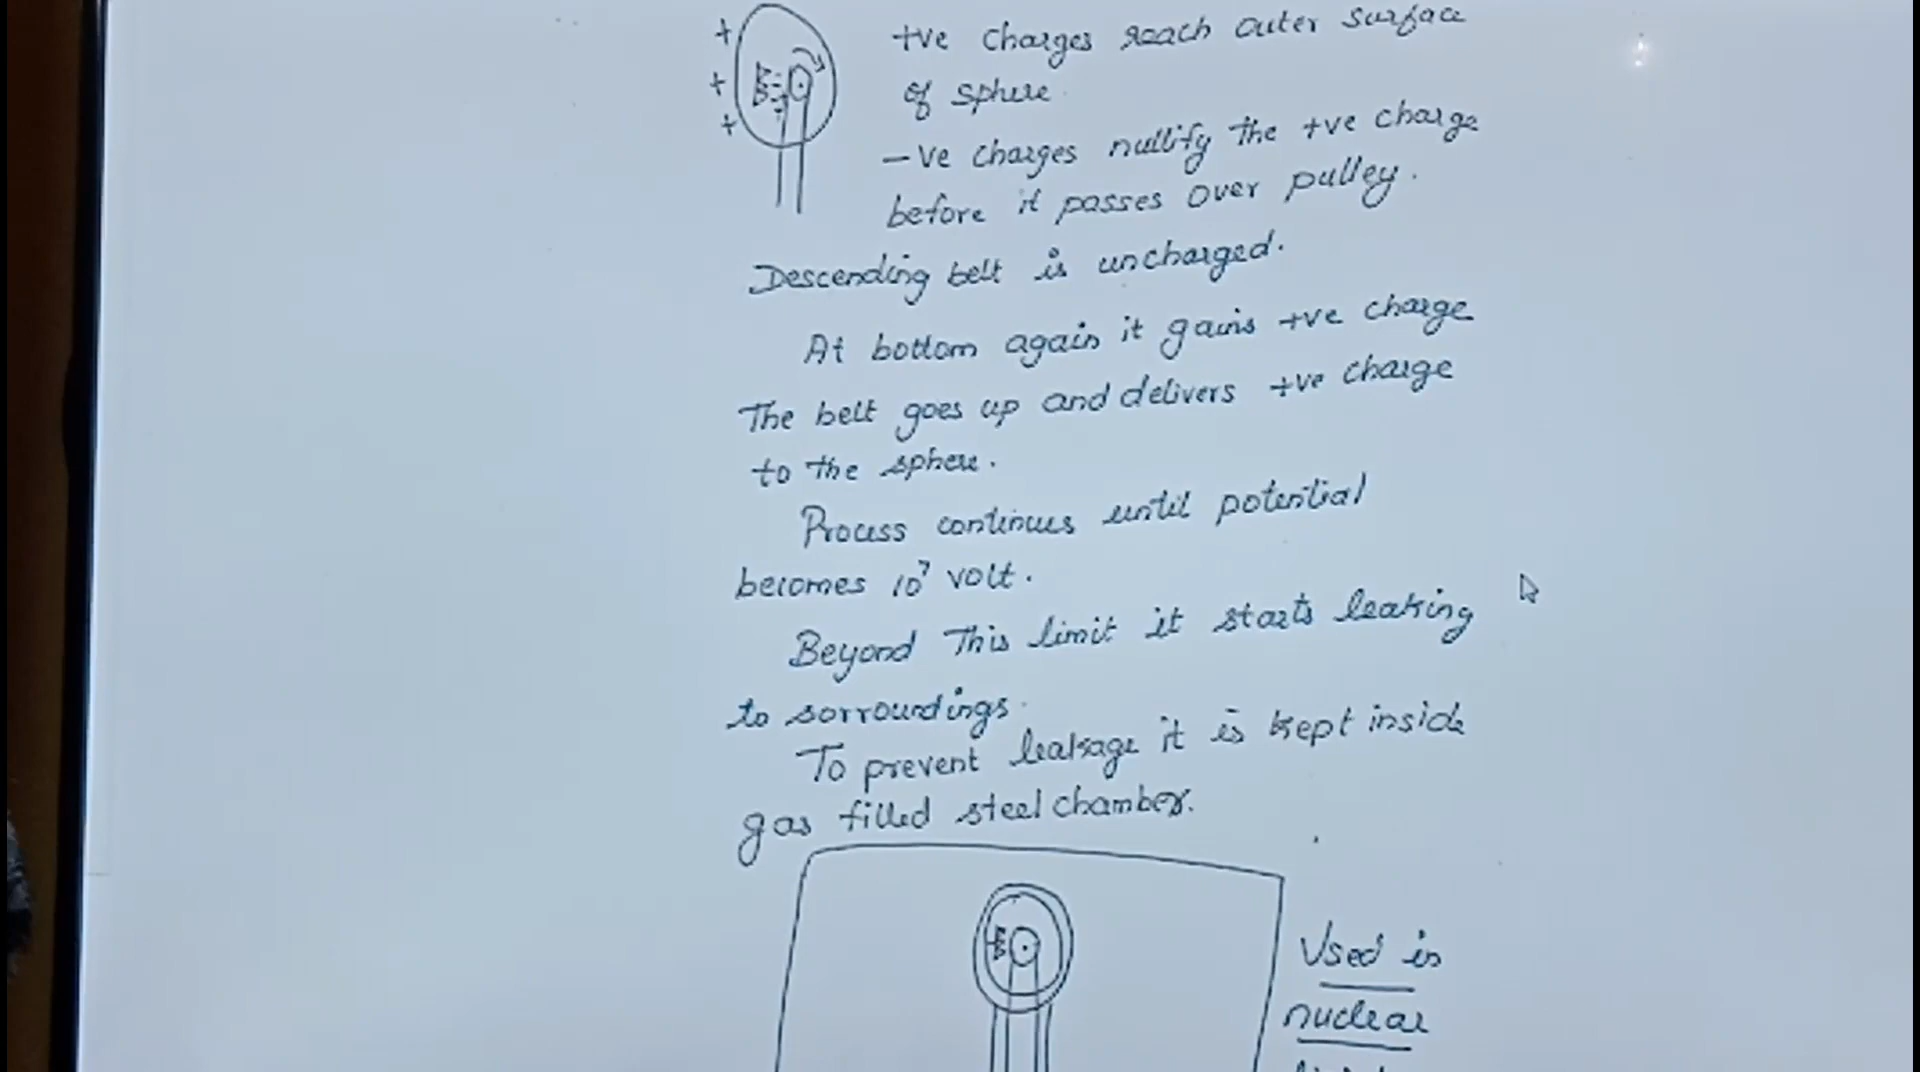 +ve charges reach outer surface
of sphere
-ve charges nullify the +ve charge
before it passes over pulley.
Descending belt is uncharged.
At bottom again it gains +ve charge
The belt goes up and delivers +ve charge
to the sphere.
Process continues until potential
becomes 10⁷ volt.
Beyond This limit it starts leaking
to sorroundings.
To prevent leakage it is kept inside
gas filled steel chamber.
Used in
nuclear